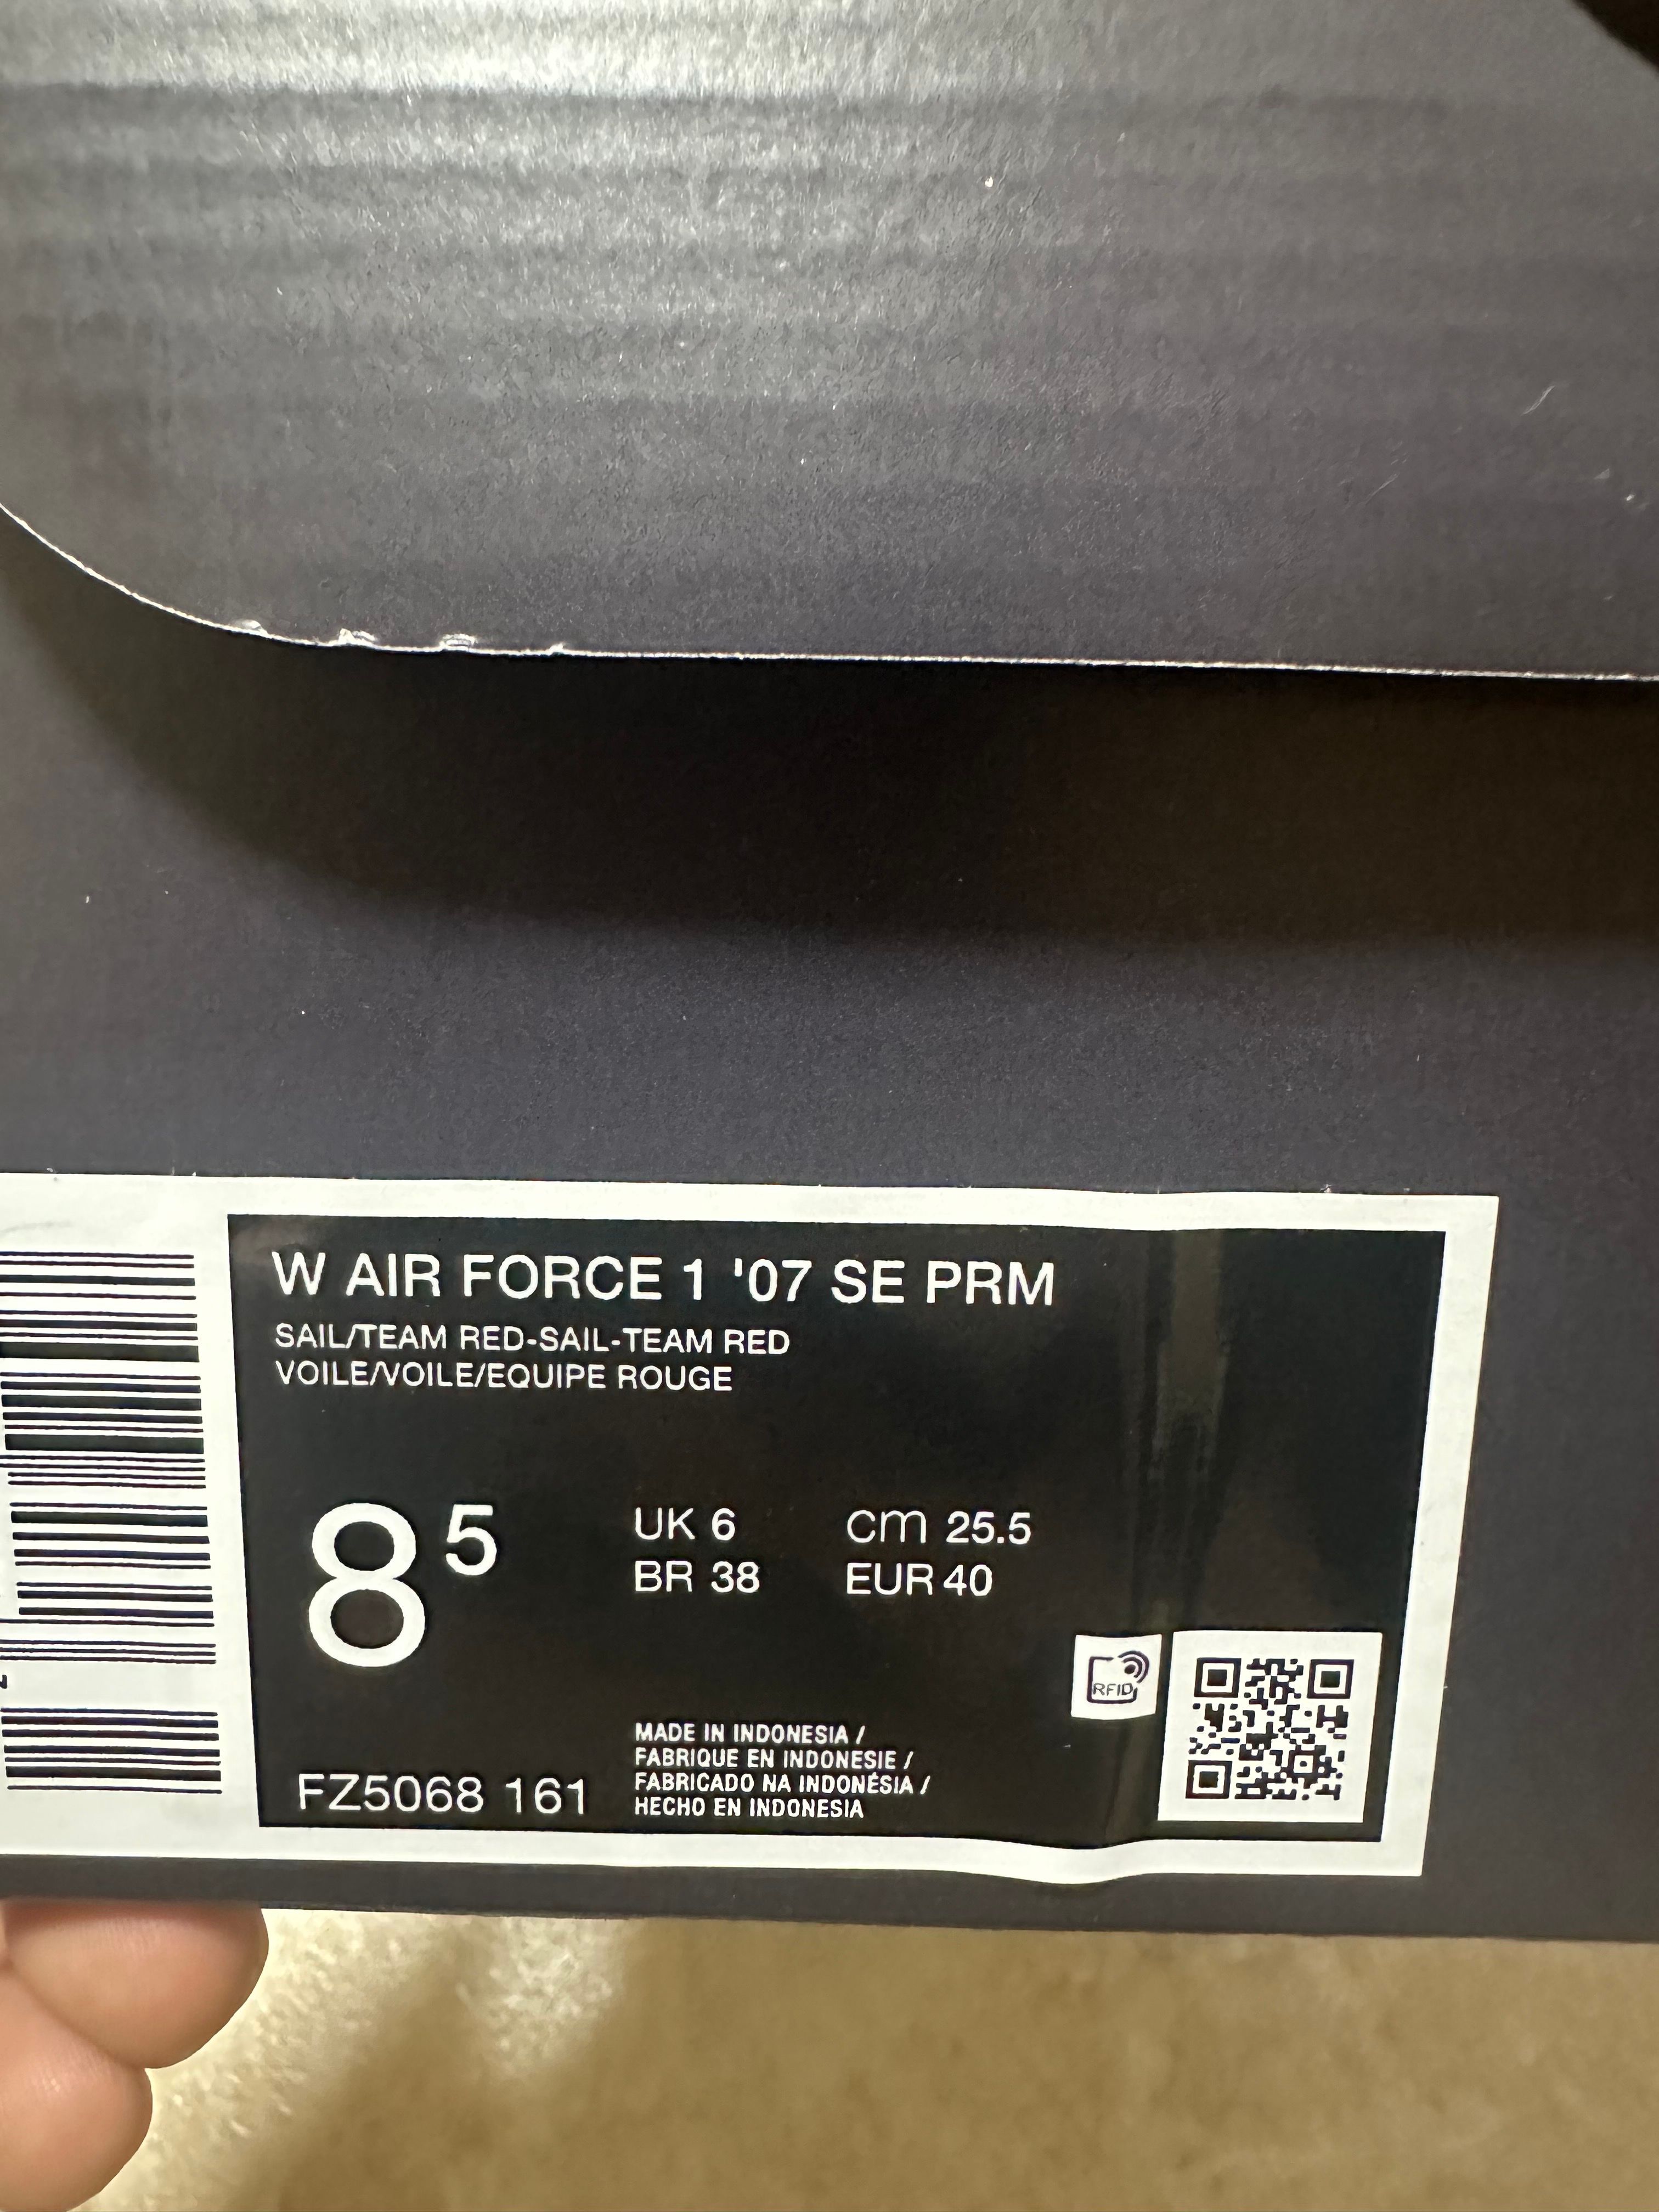 W AIR FORCE 1 '07 SE PRM
SAIL/TEAM RED-SAIL-TEAM RED
VOILE/VOILE/EQUIPE ROUGE
8 5
UK 6
cm 25.5
BR 38
EUR 40
RFID
FZ5068 161
MADE IN INDONESIA /
FABRIQUE EN INDONESIE /
FABRICADO NA INDONÉSIA /
HECHO EN INDONESIA